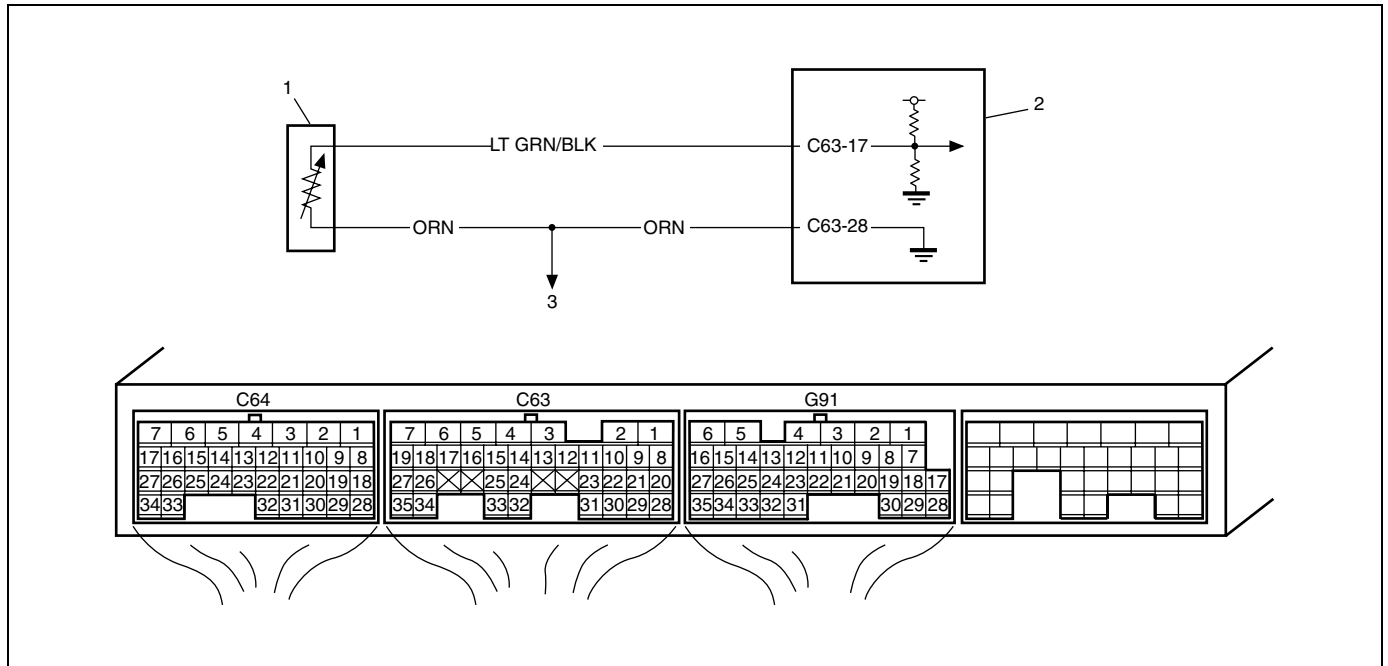 1
2
LT GRN/BLK
C63-17
ORN
ORN
C63-28
3
C64
C63
G91
7 6 5 4 3 2 1
17 16 15 14 13 12 11 10 9 8
27 26 25 24 23 22 21 20 19 18
34 33 32 31 30 29 28
7 6 5 4 3 2 1
19 18 17 16 15 14 13 12 11 10 9 8
27 26 25 24 23 22 21 20
35 34 33 32 31 30 29 28
6 5 4 3 2 1
16 15 14 13 12 11 10 9 8 7
27 26 25 24 23 22 21 20 19 18 17
35 34 33 32 31 30 29 28